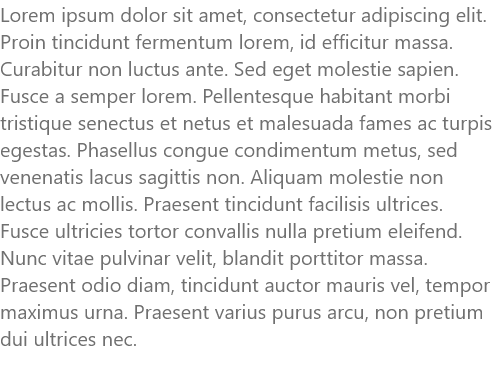 Lorem ipsum dolor sit amet, consectetur adipiscing elit.
Proin tincidunt fermentum lorem, id efficitur massa.
Curabitur non luctus ante. Sed eget molestie sapien.
Fusce a semper lorem. Pellentesque habitant morbi
tristique senectus et netus et malesuada fames ac turpis
egestas. Phasellus congue condimentum metus, sed
venenatis lacus sagittis non. Aliquam molestie non
lectus ac mollis. Praesent tincidunt facilisis ultrices.
Fusce ultricies tortor convallis nulla pretium eleifend.
Nunc vitae pulvinar velit, blandit porttitor massa.
Praesent odio diam, tincidunt auctor mauris vel, tempor
maximus urna. Praesent varius purus arcu, non pretium
dui ultrices nec.